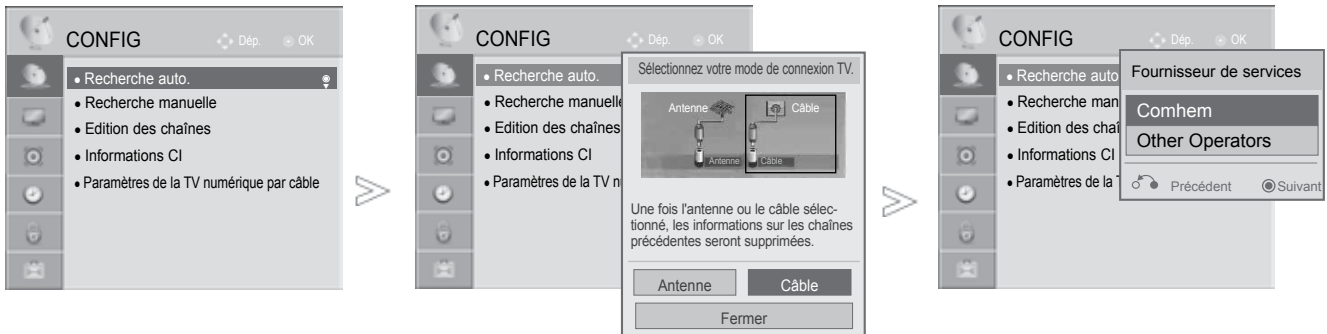 CONFIG
Dép. OK
• Recherche auto.
• Recherche manuelle
• Edition des chaînes
• Informations CI
• Paramètres de la TV numérique par câble
CONFIG
Dép. OK
• Recherche auto.
• Recherche manuelle
• Edition des chaînes
• Informations CI
• Paramètres de la TV n
Sélectionnez votre mode de connexion TV.
Antenne Câble
Antenne Câble
Une fois l'antenne ou le câble sélec-
tionné, les informations sur les chaînes
précédentes seront supprimées.
Antenne Câble
Fermer
CONFIG
Dép. OK
• Recherche auto
• Recherche man
• Edition des chaî
• Informations CI
• Paramètres de la T
Fournisseur de services
Comhem
Other Operators
Précédent Suivant